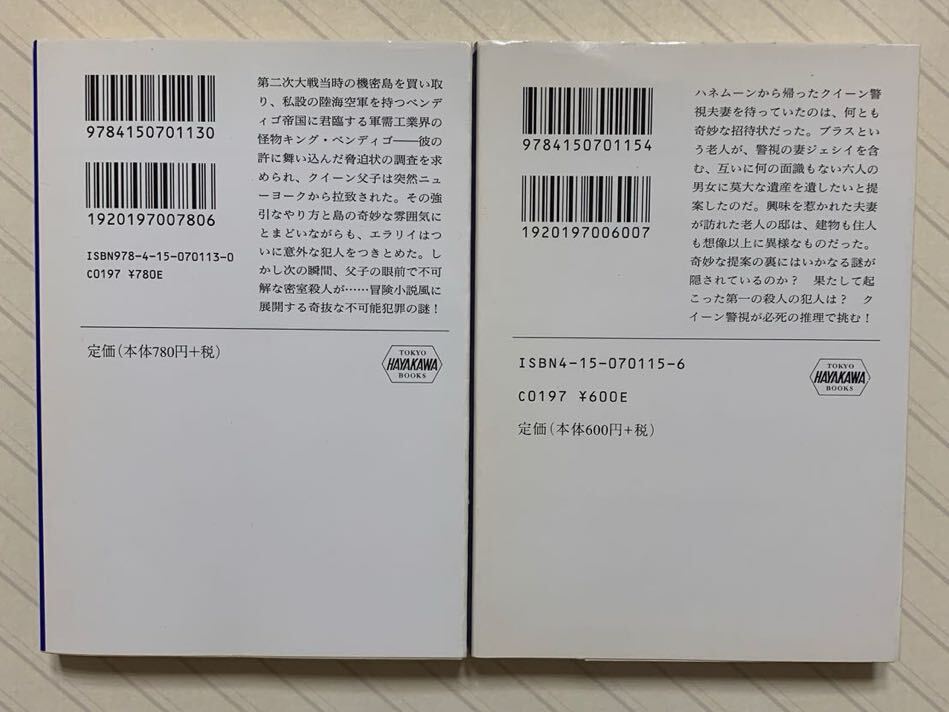 9784150701130
1920197007806
ISBN978-4-15-070113-0
C0197 ¥780E
第二次大戦当時の機密島を買い取
り、私設の陸海空軍を持つベンデ
ィゴ帝国に君臨する軍需工業界の
怪物キング・ベンディゴ――彼の
許に舞い込んだ脅迫状の調査を求
められ、クイーン父子は突然ニュ
ーヨークから拉致された。その強
引なやり方と島の奇妙な雰囲気に
とまどいながらも、エラリイはつ
いに意外な犯人をつきとめた。し
かし次の瞬間、父子の眼前で不可
解な密室殺人が……冒険小説風に
展開する奇抜な不可能犯罪の謎!
定価(本体780円+税)
TOKYO
HAYAKAWA
BOOKS
9784150701154
1920197006007
ハネムーンから帰ったクイーン警
視夫妻を待っていたのは、何とも
奇妙な招待状だった。ブラスとい
う老人が、警視の妻ジェシイを含
む、互いに何の面識もない六人の
男女に莫大な遺産を遺したいと提
案したのだ。興味を惹かれた夫妻
が訪れた老人の邸は、建物も住人
も想像以上に異様なものだった。
奇妙な提案の裏にはいかなる謎が
隠されているのか? 果たして起
こった第一の殺人の犯人は? ク
イーン警視が必死の推理で挑む!
ISBN4-15-070115-6
C0197 ¥600E
定価(本体600円+税)
TOKYO
HAYAKAWA
BOOKS